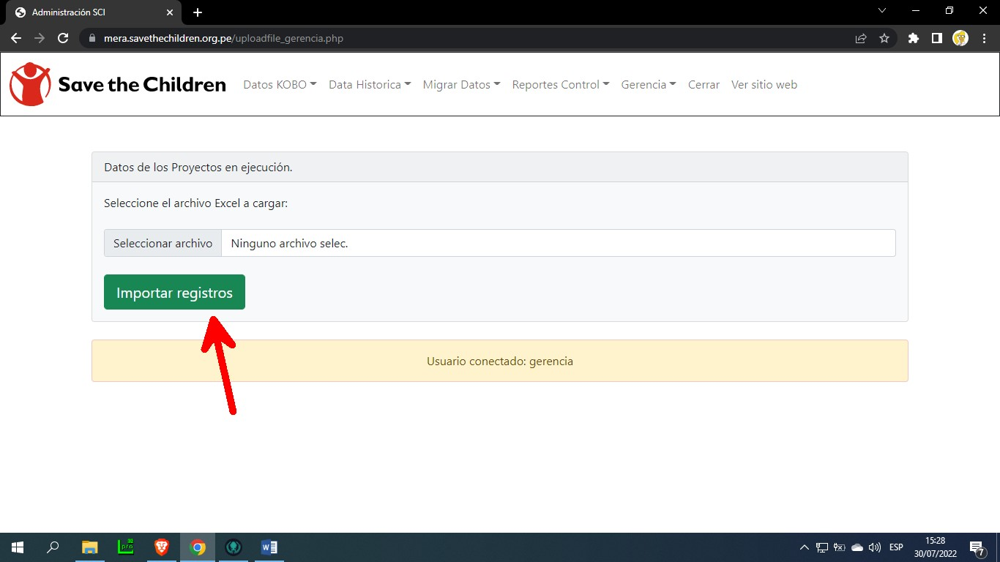 Administración SCI
mera.savethechildren.org.pe/uploadfile_gerencia.php
Save the Children
Datos KOBO Data Historica Migrar Datos Reportes Control Gerencia Cerrar Ver sitio web
Datos de los Proyectos en ejecución.
Seleccione el archivo Excel a cargar:
Seleccionar archivo Ninguno archivo selec.
Importar registros
Usuario conectado: gerencia
ESP
15:28
30/07/2022
7